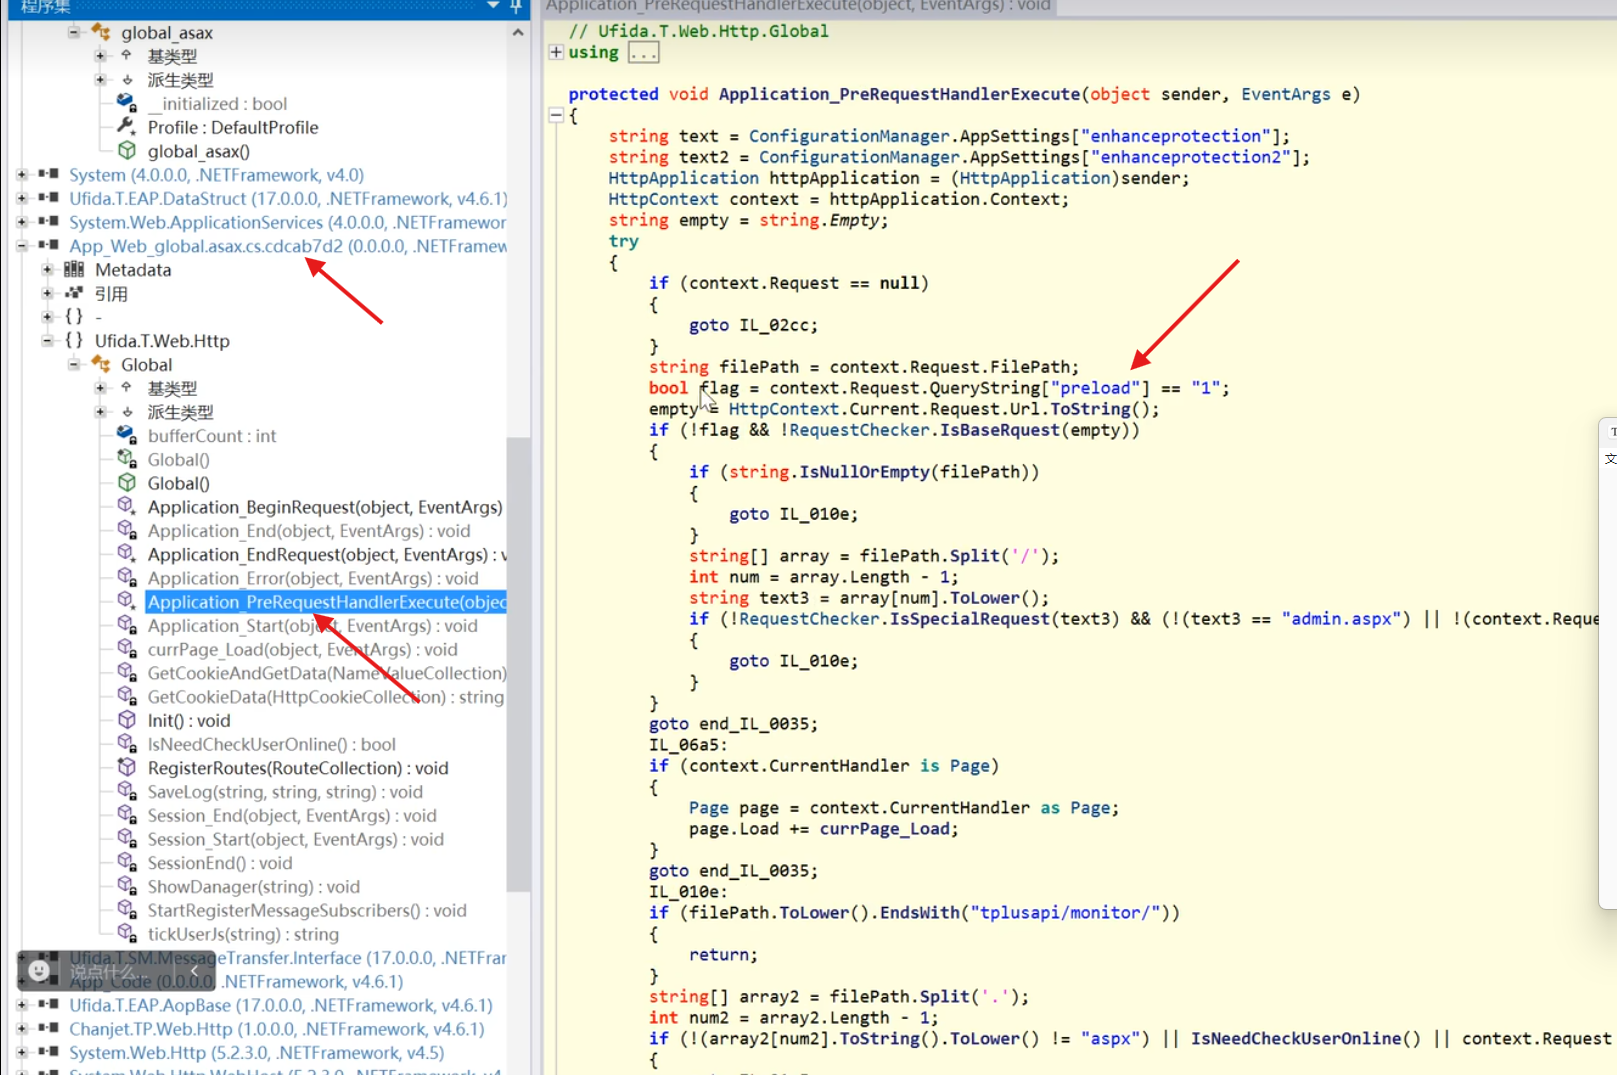 程序集
global_asax
基类型
派生类型
__initialized : bool
Profile : DefaultProfile
global_asax()
System (4.0.0.0, .NETFramework, v4.0)
Ufida.T.EAP.DataStruct (17.0.0.0, .NETFramework, v4.6.1)
System.Web.ApplicationServices (4.0.0.0, .NETFramewor
App_Web_global.asax.cs.cdcab7d2 (0.0.0.0, .NETFramew
Metadata
引用
{ } -
{ } Ufida.T.Web.Http
Global
基类型
派生类型
bufferCount : int
Global()
Global()
Application_BeginRequest(object, EventArgs)
Application_End(object, EventArgs) : void
Application_EndRequest(object, EventArgs) : v
Application_Error(object, EventArgs) : void
Application_PreRequestHandlerExecute(objec
Application_Start(object, EventArgs) : void
currPage_Load(object, EventArgs) : void
GetCookieAndGetData(NameValueCollection)
GetCookieData(HttpCookieCollection) : string
Init() : void
IsNeedCheckUserOnline() : bool
RegisterRoutes(RouteCollection) : void
SaveLog(string, string, string) : void
Session_End(object, EventArgs) : void
Session_Start(object, EventArgs) : void
SessionEnd() : void
ShowDanager(string) : void
StartRegisterMessageSubscribers() : void
tickUserJs(string) : string
Ufida.T.SM.MessageTransfer.Interface (17.0.0.0, .NETFrar
说点什么...
App_Code (0.0.0.0, .NETFramework, v4.6.1)
Ufida.T.EAP.AopBase (17.0.0.0, .NETFramework, v4.6.1)
Chanjet.TP.Web.Http (1.0.0.0, .NETFramework, v4.6.1)
System.Web.Http (5.2.3.0, .NETFramework, v4.5)
System.Web.Http.WebHost (5.2.3.0, .NETFramework, v4
Application_PreRequestHandlerExecute(object, EventArgs) : void
// Ufida.T.Web.Http.Global
using ...
protected void Application_PreRequestHandlerExecute(object sender, EventArgs e)
{
string text = ConfigurationManager.AppSettings["enhanceprotection"];
string text2 = ConfigurationManager.AppSettings["enhanceprotection2"];
HttpApplication httpApplication = (HttpApplication)sender;
HttpContext context = httpApplication.Context;
string empty = string.Empty;
try
{
if (context.Request == null)
{
goto IL_02cc;
}
string filePath = context.Request.FilePath;
bool flag = context.Request.QueryString["preload"] == "1";
empty = HttpContext.Current.Request.Url.ToString();
if (!flag && !RequestChecker.IsBaseRquest(empty))
{
if (string.IsNullOrEmpty(filePath))
{
goto IL_010e;
}
string[] array = filePath.Split('/');
int num = array.Length - 1;
string text3 = array[num].ToLower();
if (!RequestChecker.IsSpecialRequest(text3) && (!(text3 == "admin.aspx") || !(context.Reque
{
goto IL_010e;
}
}
goto end_IL_0035;
IL_06a5:
if (context.CurrentHandler is Page)
{
Page page = context.CurrentHandler as Page;
page.Load += currPage_Load;
}
goto end_IL_0035;
IL_010e:
if (filePath.ToLower().EndsWith("tplusapi/monitor/"))
{
return;
}
string[] array2 = filePath.Split('.');
int num2 = array2.Length - 1;
if (!(array2[num2].ToString().ToLower() != "aspx") || IsNeedCheckUserOnline() || context.Request
{
T
文